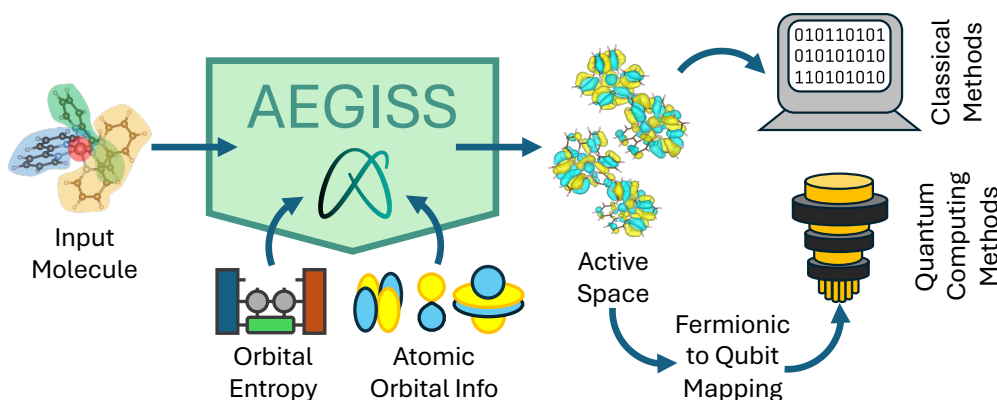 AEGISS
Input
Molecule
Orbital
Entropy
Atomic
Orbital Info
Active
Space
Fermionic
to Qubit
Mapping
010110101
010101010
110101010
Classical
Methods
Quantum
Computing
Methods